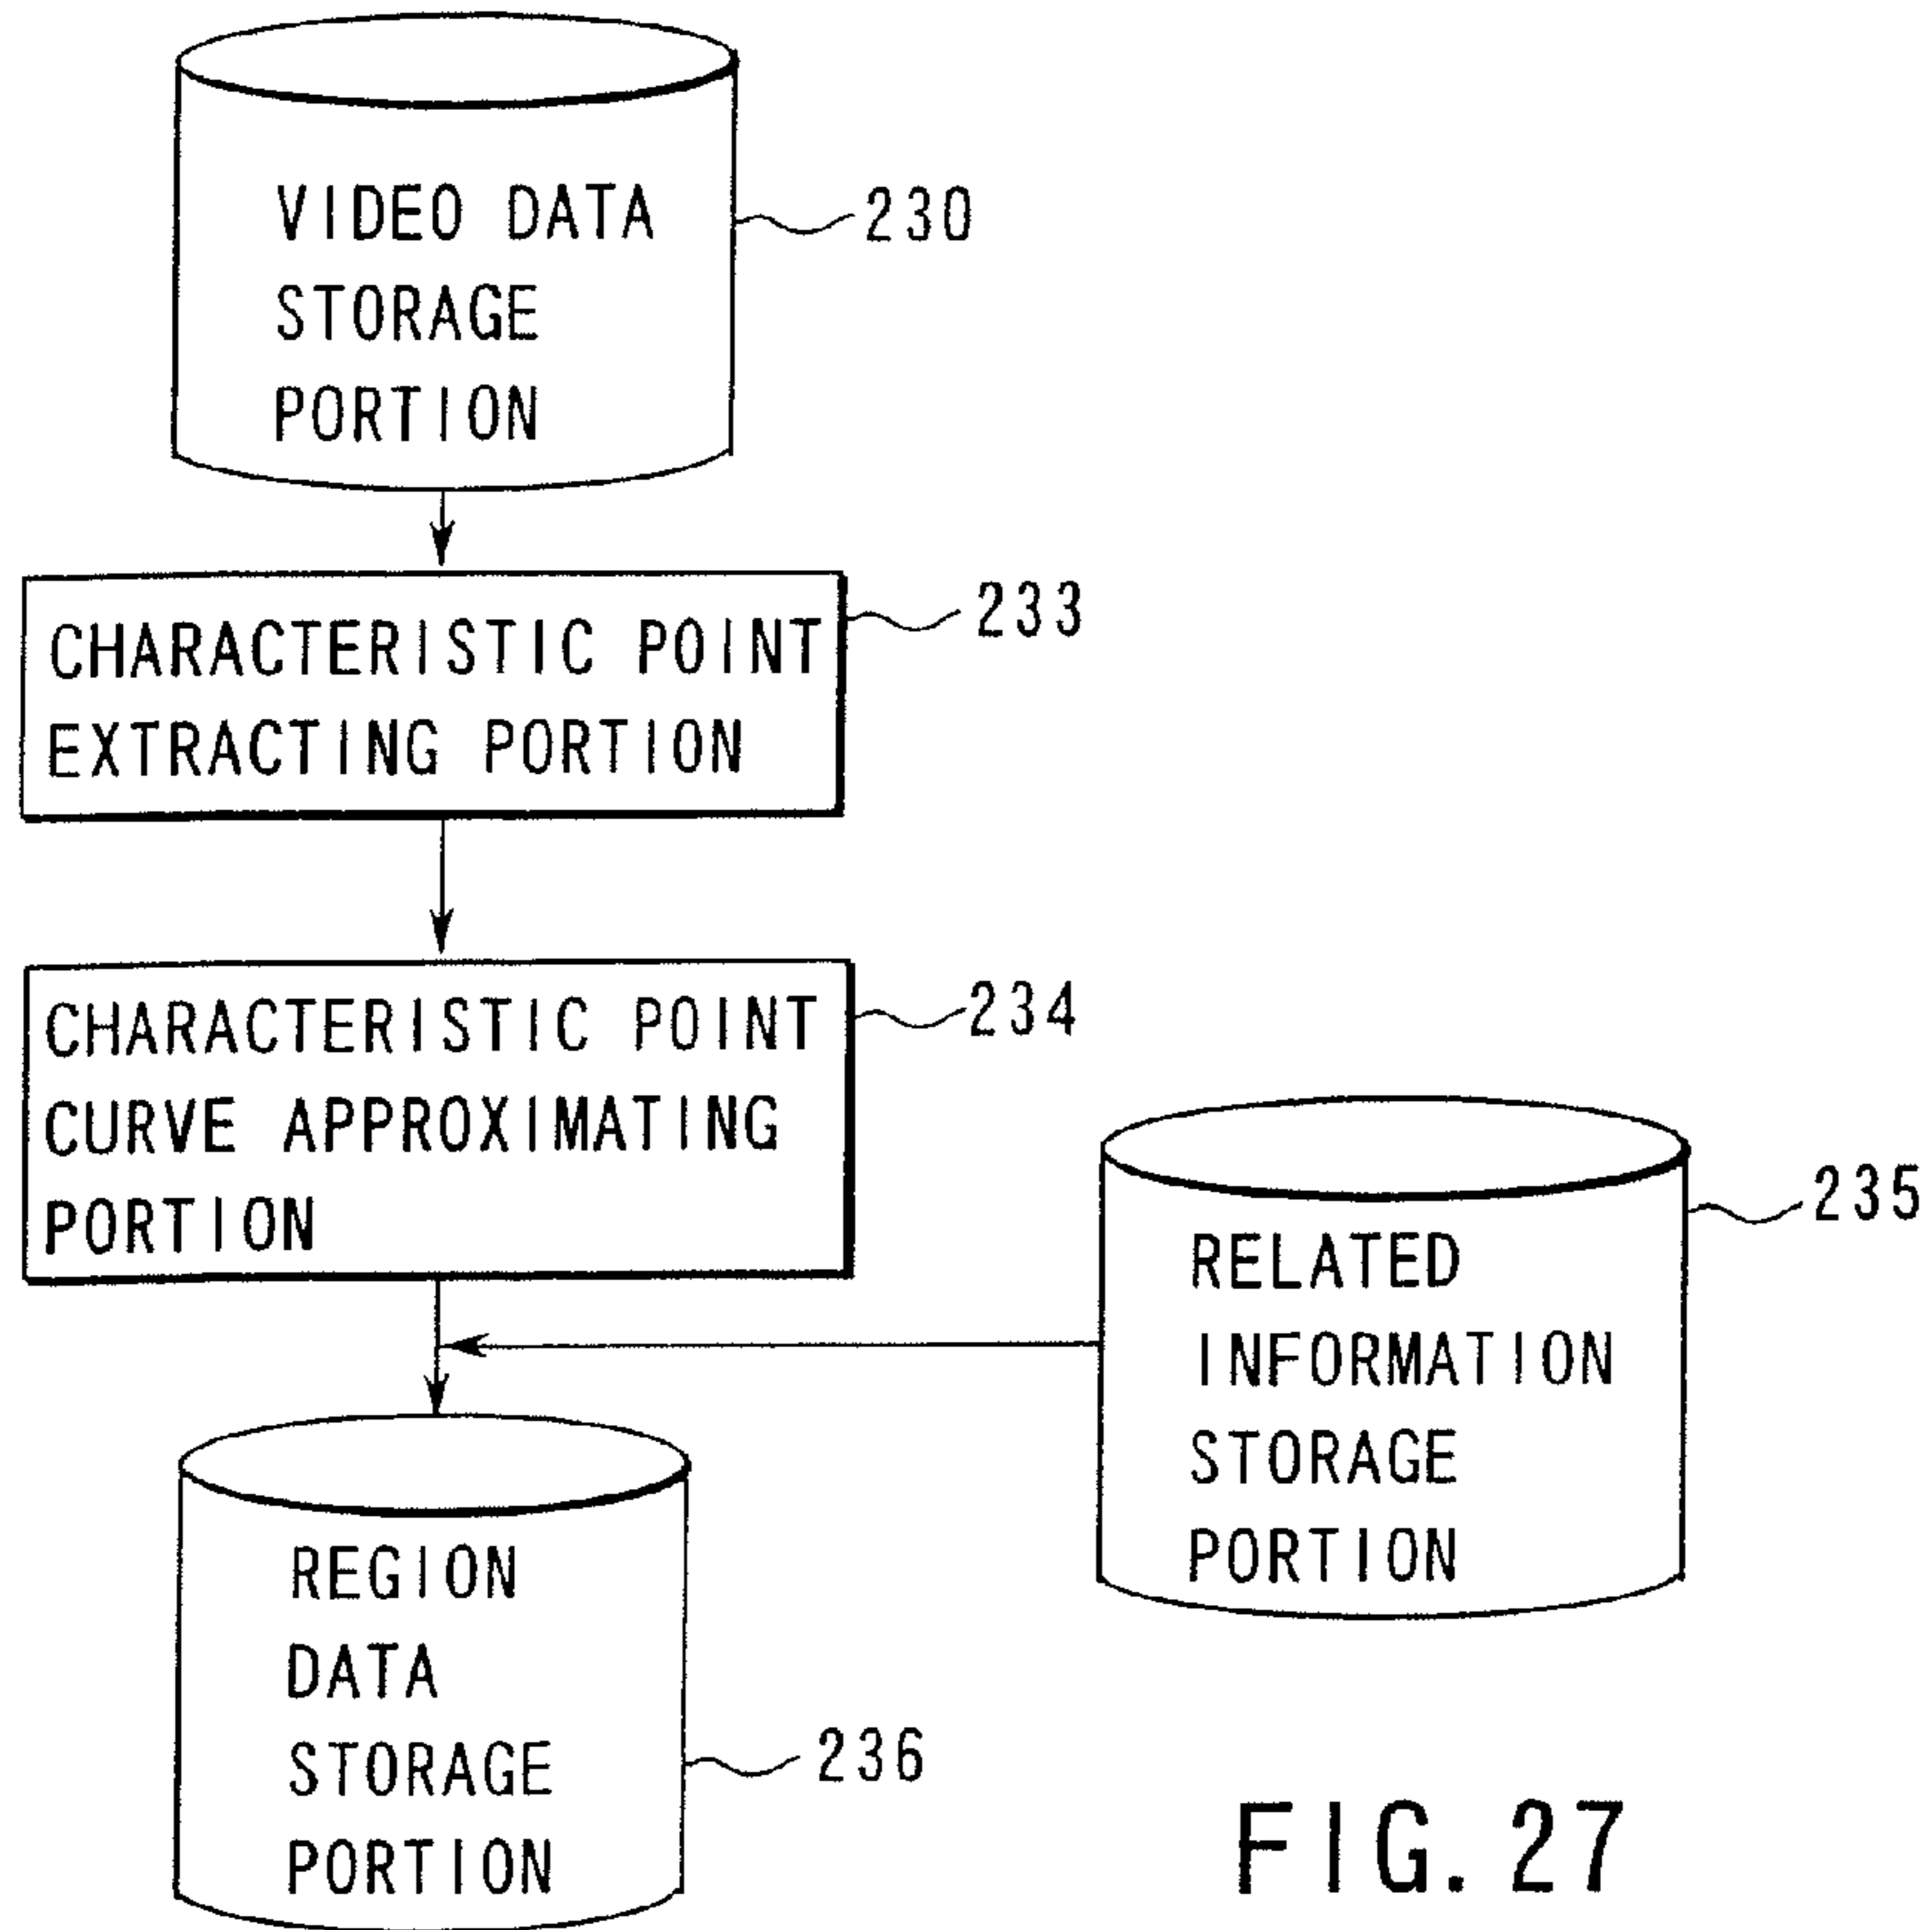 VIDEO DATA
STORAGE
PORTION
230
CHARACTERISTIC POINT
EXTRACTING PORTION
233
CHARACTERISTIC POINT
CURVE APPROXIMATING
PORTION
234
RELATED
INFORMATION
STORAGE
PORTION
235
REGION
DATA
STORAGE
PORTION
236
FIG. 27